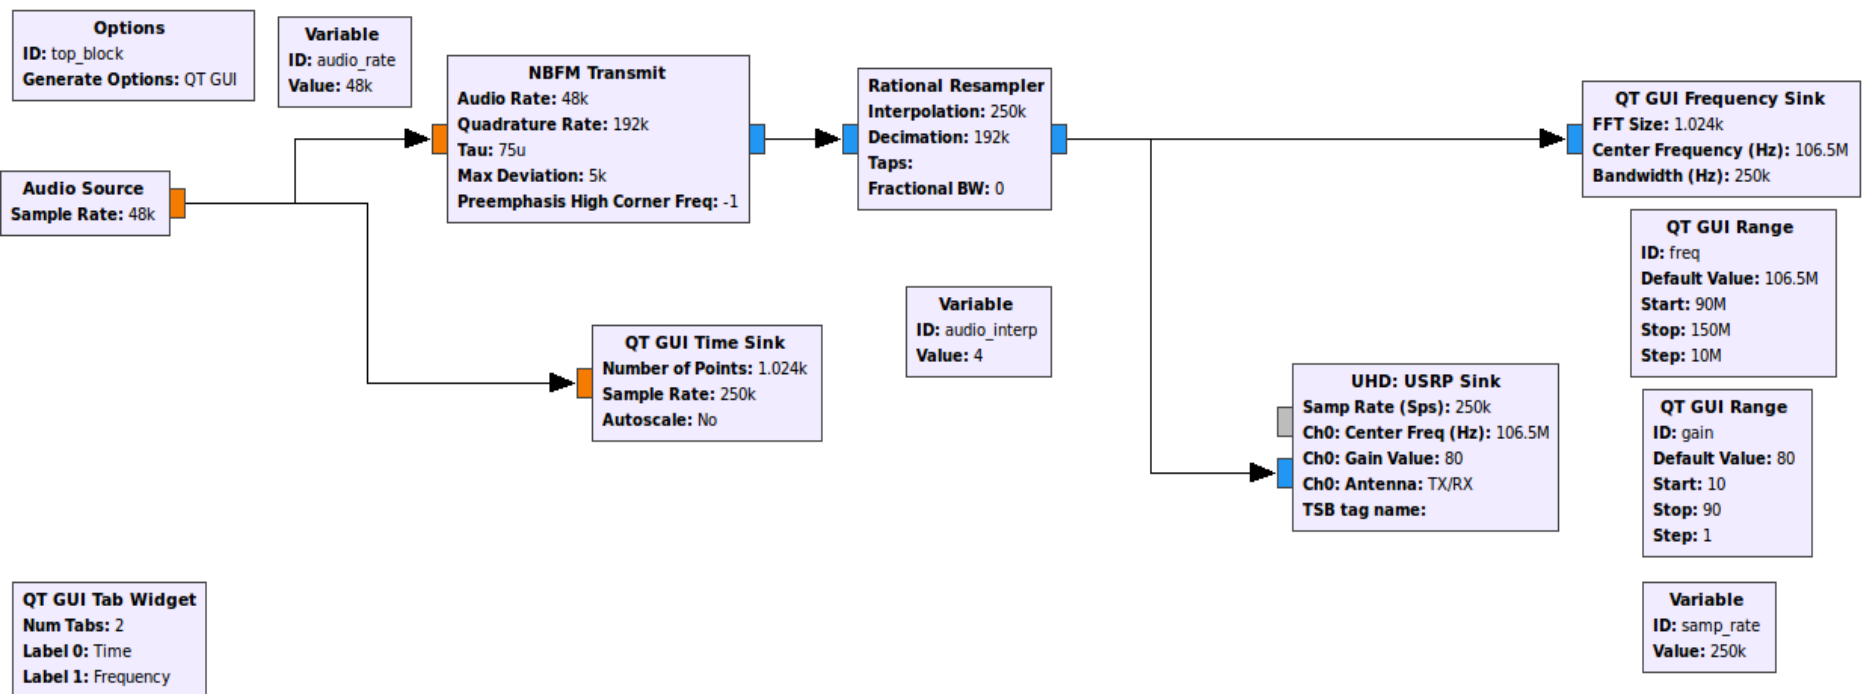 Options
ID: top_block
Generate Options: QT GUI
Variable
ID: audio_rate
Value: 48k
Audio Source
Sample Rate: 48k
NBFM Transmit
Audio Rate: 48k
Quadrature Rate: 192k
Tau: 75u
Max Deviation: 5k
Preemphasis High Corner Freq: -1
Rational Resampler
Interpolation: 250k
Decimation: 192k
Taps:
Fractional BW: 0
QT GUI Frequency Sink
FFT Size: 1.024k
Center Frequency (Hz): 106.5M
Bandwidth (Hz): 250k
QT GUI Range
ID: freq
Default Value: 106.5M
Start: 90M
Stop: 150M
Step: 10M
QT GUI Time Sink
Number of Points: 1.024k
Sample Rate: 250k
Autoscale: No
Variable
ID: audio_interp
Value: 4
UHD: USRP Sink
Samp Rate (Sps): 250k
Ch0: Center Freq (Hz): 106.5M
Ch0: Gain Value: 80
Ch0: Antenna: TX/RX
TSB tag name:
QT GUI Range
ID: gain
Default Value: 80
Start: 10
Stop: 90
Step: 1
QT GUI Tab Widget
Num Tabs: 2
Label 0: Time
Label 1: Frequency
Variable
ID: samp_rate
Value: 250k